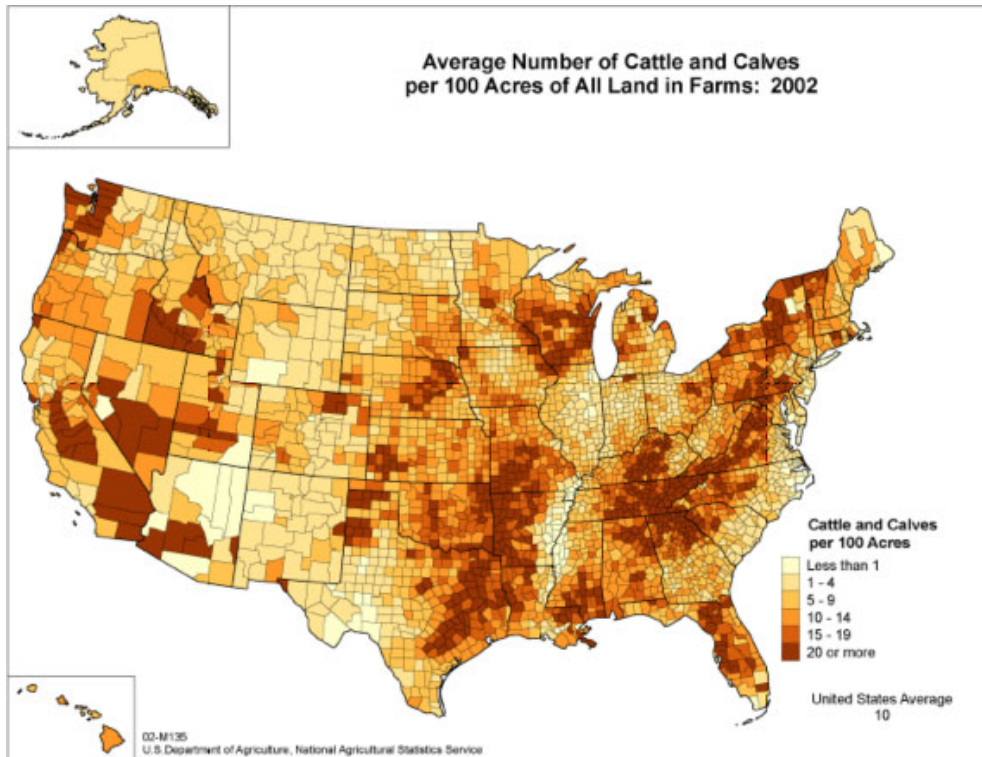 Average Number of Cattle and Calves
per 100 Acres of All Land in Farms: 2002
Cattle and Calves
per 100 Acres
Less than 1
1 - 4
5 - 9
10 - 14
15 - 19
20 or more
United States Average
10
02-M135
U.S.Department of Agriculture, National Agricultural Statistics Service